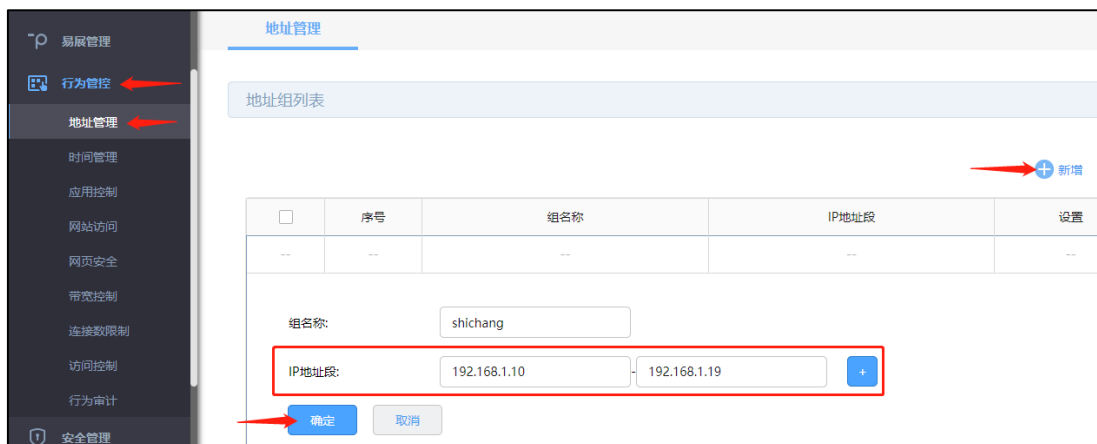 易展管理
地址管理
行为管控
地址组列表
地址管理
时间管理
新增
应用控制
序号 组名称 IP地址段 设置
网站访问
-- -- -- -- --
网页安全
带宽控制
组名称: shichang
连接数限制
访问控制
IP地址段: 192.168.1.10 - 192.168.1.19 +
行为审计
确定 取消
安全管理